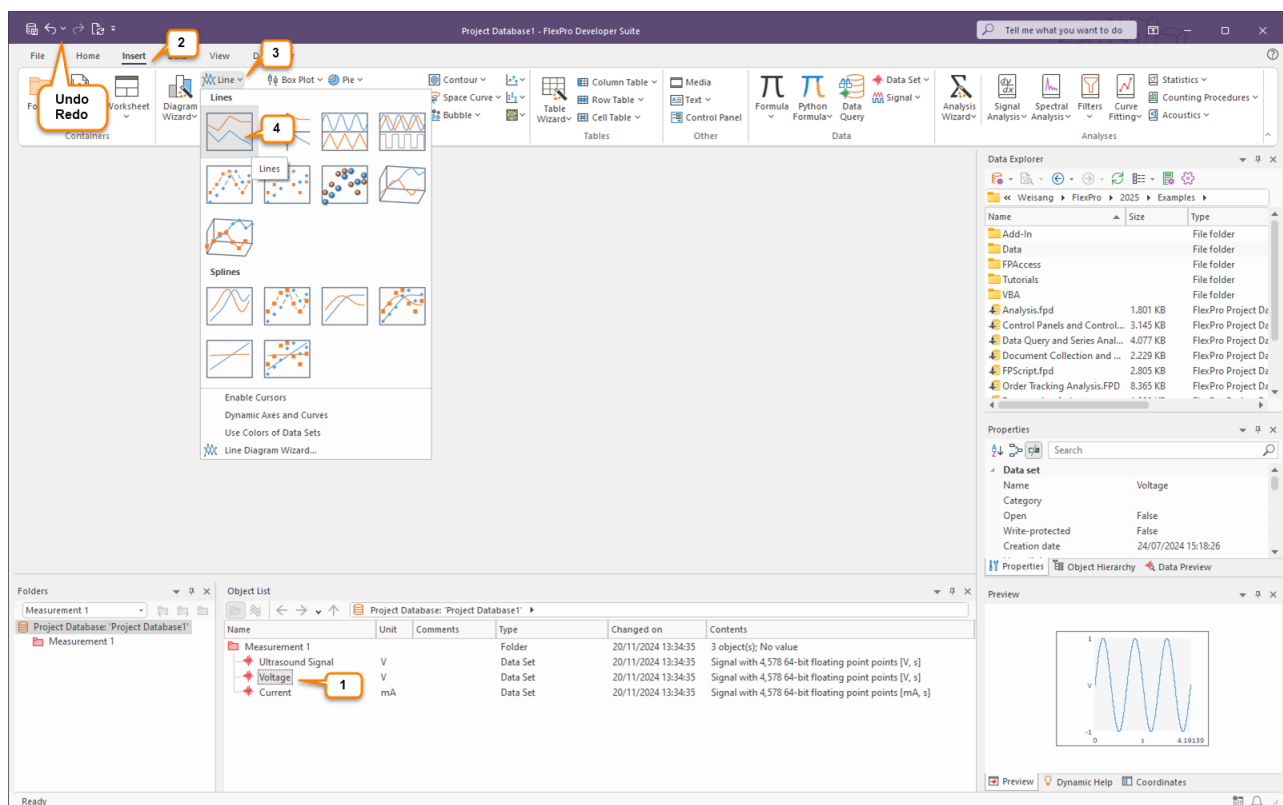 Project Database1 - FlexPro Developer Suite
Tell me what you want to do
File
Home
Insert
View
2
3
Undo
Redo
Worksheet
Containers
Diagram
Wizard
Line
Box Plot
Pie
Contour
Space Curve
Bubble
Table
Wizard
Column Table
Row Table
Cell Table
Tables
Media
Text
Control Panel
Other
Formula
Python
Formula
Data
Query
Data Set
Signal
Data
Analysis
Wizard
Signal
Analysis
Spectral
Analysis
Filters
Curve
Fitting
Statistics
Counting Procedures
Acoustics
Analyses
Lines
4
Lines
Splines
Enable Cursors
Dynamic Axes and Curves
Use Colors of Data Sets
Line Diagram Wizard...
Data Explorer
« Weisang FlexPro 2025 Examples
Name Size Type
Add-In File folder
Data File folder
FPAccess File folder
Tutorials File folder
VBA File folder
Analysis.fpd 1.801 KB FlexPro Project Da
Control Panels and Control... 3.145 KB FlexPro Project Da
Data Query and Series Anal... 4.077 KB FlexPro Project Da
Document Collection and ... 2.229 KB FlexPro Project Da
FPScript.fpd 2.805 KB FlexPro Project Da
Order Tracking Analysis.FPD 8.365 KB FlexPro Project Da
Properties
Search
Data set
Name Voltage
Category
Open False
Write-protected False
Creation date 24/07/2024 15:18:26
Properties Object Hierarchy Data Preview
Folders
Measurement 1
Project Database: 'Project Database1'
Measurement 1
Object List
Project Database: 'Project Database1'
Name Unit Comments Type Changed on Contents
Measurement 1 Folder 20/11/2024 13:34:35 3 object(s); No value
Ultrasound Signal V Data Set 20/11/2024 13:34:35 Signal with 4,578 64-bit floating point points [V, s]
Voltage V Data Set 20/11/2024 13:34:35 Signal with 4,578 64-bit floating point points [V, s]
Current mA Data Set 20/11/2024 13:34:35 Signal with 4,578 64-bit floating point points [mA, s]
1
Preview
1
V
-1
0 s 4.19139
Preview Dynamic Help Coordinates
Ready